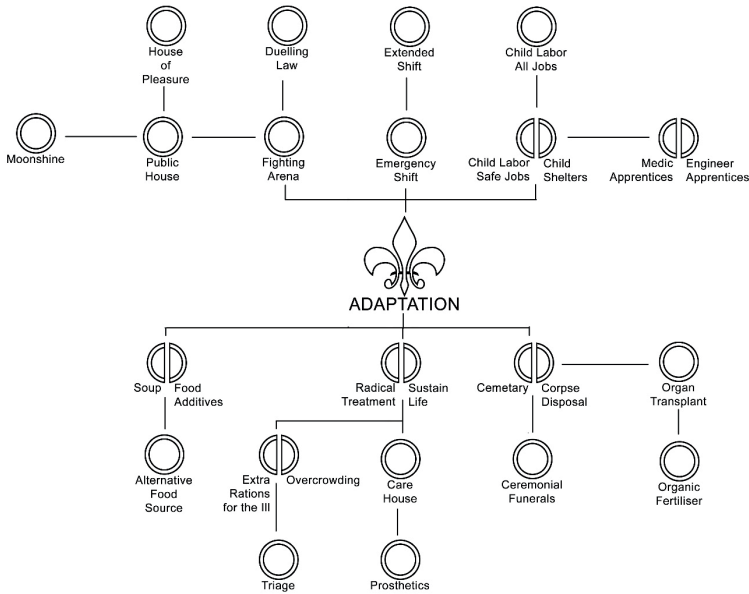 House
of
Pleasure
Duelling
Law
Extended
Shift
Child Labor
All Jobs
Moonshine
Public
House
Fighting
Arena
Emergency
Shift
Child Labor
Safe Jobs
Child
Shelters
Medic
Apprentices
Engineer
Apprentices
ADAPTATION
Soup
Food
Additives
Radical
Treatment
Sustain
Life
Cemetary
Corpse
Disposal
Organ
Transplant
Alternative
Food
Source
Extra
Rations
for the Ill
Overcrowding
Care
House
Ceremonial
Funerals
Organic
Fertiliser
Triage
Prosthetics